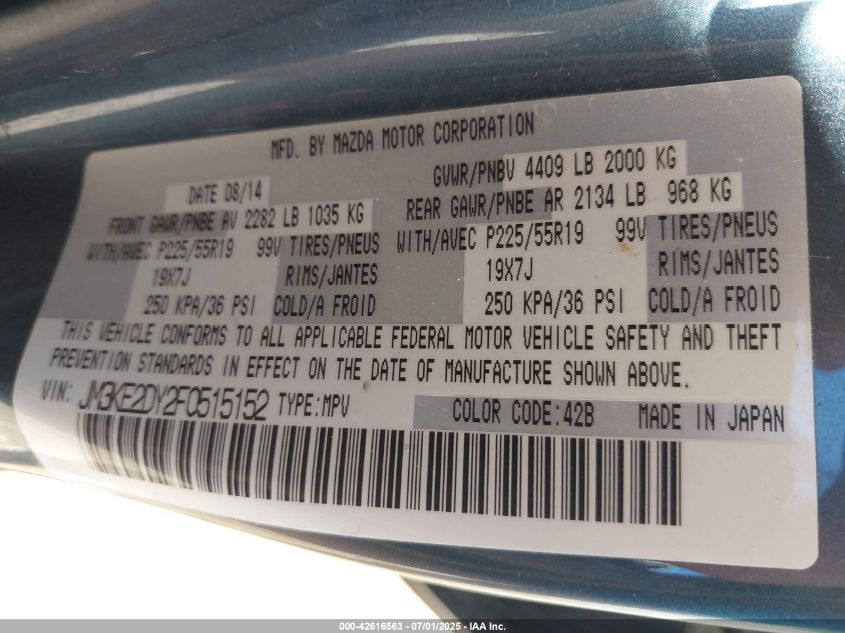 MFD. BY MAZDA MOTOR CORPORATION
DATE 08/14
GVWR/PNBV 4409 LB 2000 KG
FRONT GAWR/PNBE AV 2282 LB 1035 KG
REAR GAWR/PNBE AR 2134 LB 968 KG
WITH/AVEC P225/55R19 99V TIRES/PNEUS
WITH/AVEC P225/55R19 99V TIRES/PNEUS
19X7J RIMS/JANTES
19X7J RIMS/JANTES
250 KPA/36 PSI COLD/A FROID
250 KPA/36 PSI COLD/A FROID
THIS VEHICLE CONFORMS TO ALL APPLICABLE FEDERAL MOTOR VEHICLE SAFETY AND THEFT
PREVENTION STANDARDS IN EFFECT ON THE DATE OF MANUFACTURE SHOWN ABOVE.
VIN: JM3KE2DY2F0515152 TYPE:MPV
COLOR CODE:42B MADE IN JAPAN
000-42616563 - 07/01/2025 - IAA Inc.